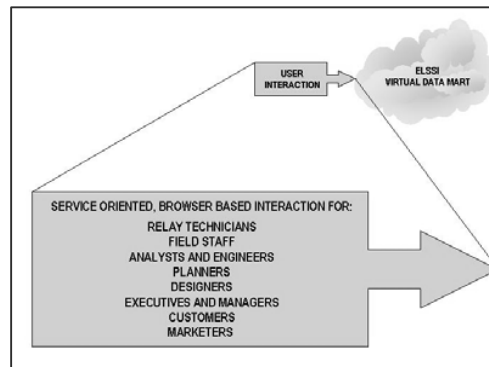 USER
INTERACTION
ELSSI
VIRTUAL DATA MART
SERVICE ORIENTED, BROWSER BASED INTERACTION FOR:
RELAY TECHNICIANS
FIELD STAFF
ANALYSTS AND ENGINEERS
PLANNERS
DESIGNERS
EXECUTIVES AND MANAGERS
CUSTOMERS
MARKETERS